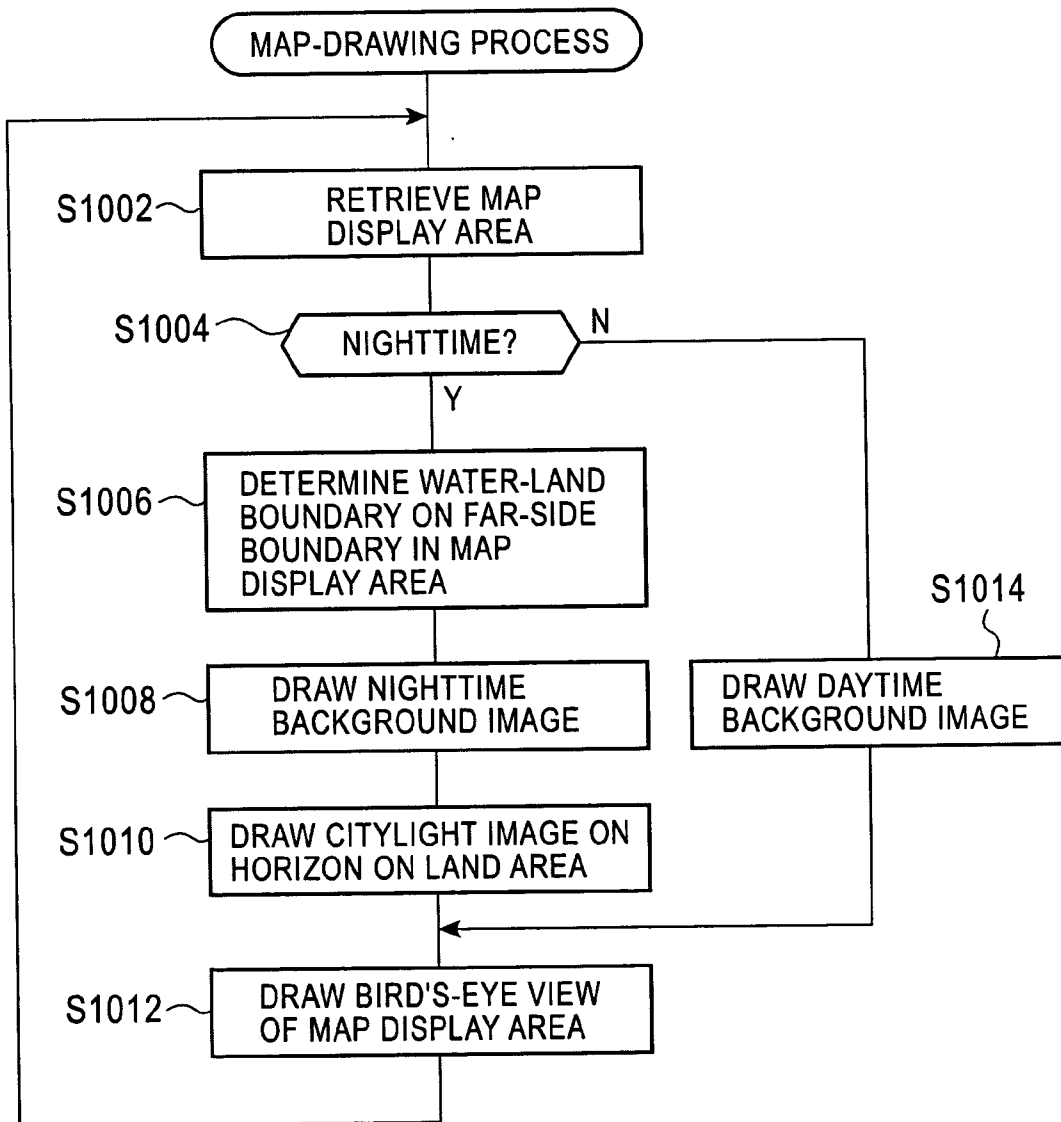 MAP-DRAWING PROCESS
S1002
RETRIEVE MAP
DISPLAY AREA
S1004
NIGHTTIME?
N
Y
S1006
DETERMINE WATER-LAND
BOUNDARY ON FAR-SIDE
BOUNDARY IN MAP
DISPLAY AREA
S1014
S1008
DRAW NIGHTTIME
BACKGROUND IMAGE
DRAW DAYTIME
BACKGROUND IMAGE
S1010
DRAW CITYLIGHT IMAGE ON
HORIZON ON LAND AREA
S1012
DRAW BIRD'S-EYE VIEW
OF MAP DISPLAY AREA